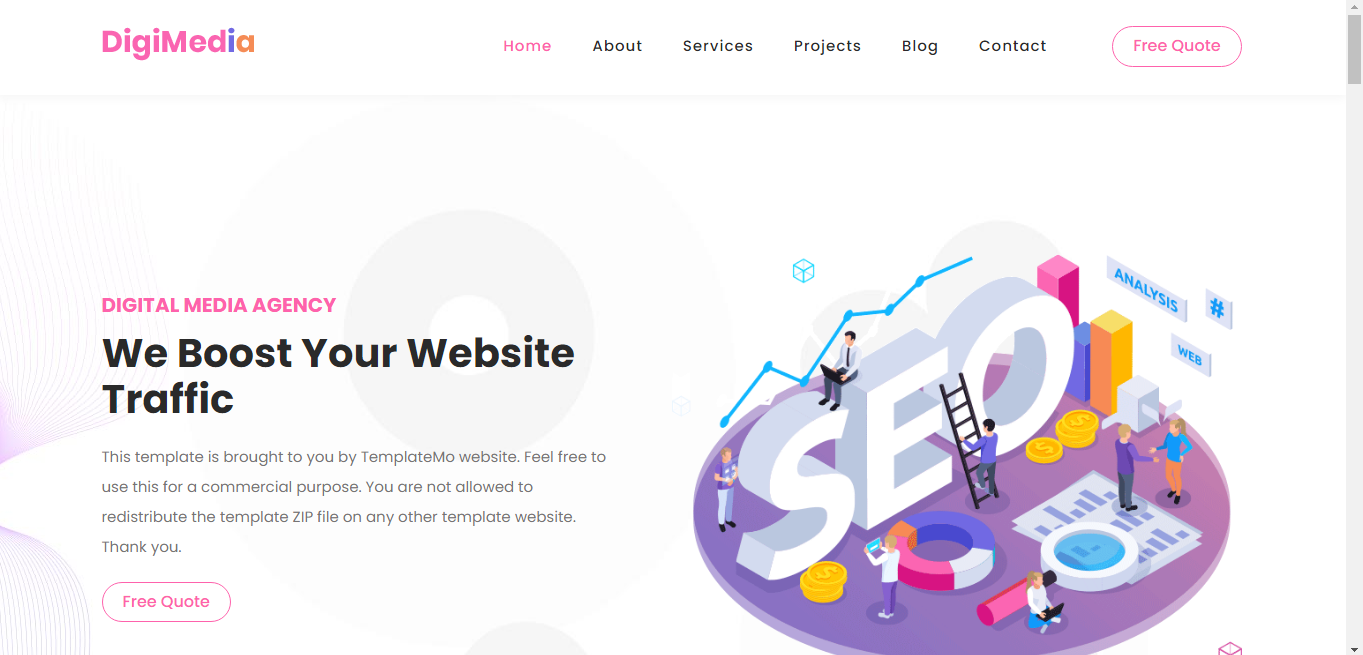 DigiMedia
Home About Services Projects Blog Contact Free Quote
DIGITAL MEDIA AGENCY
We Boost Your Website
Traffic
This template is brought to you by TemplateMo website. Feel free to
use this for a commercial purpose. You are not allowed to
redistribute the template ZIP file on any other template website.
Thank you.
Free Quote
ANALYSIS
#
WEB
SEO